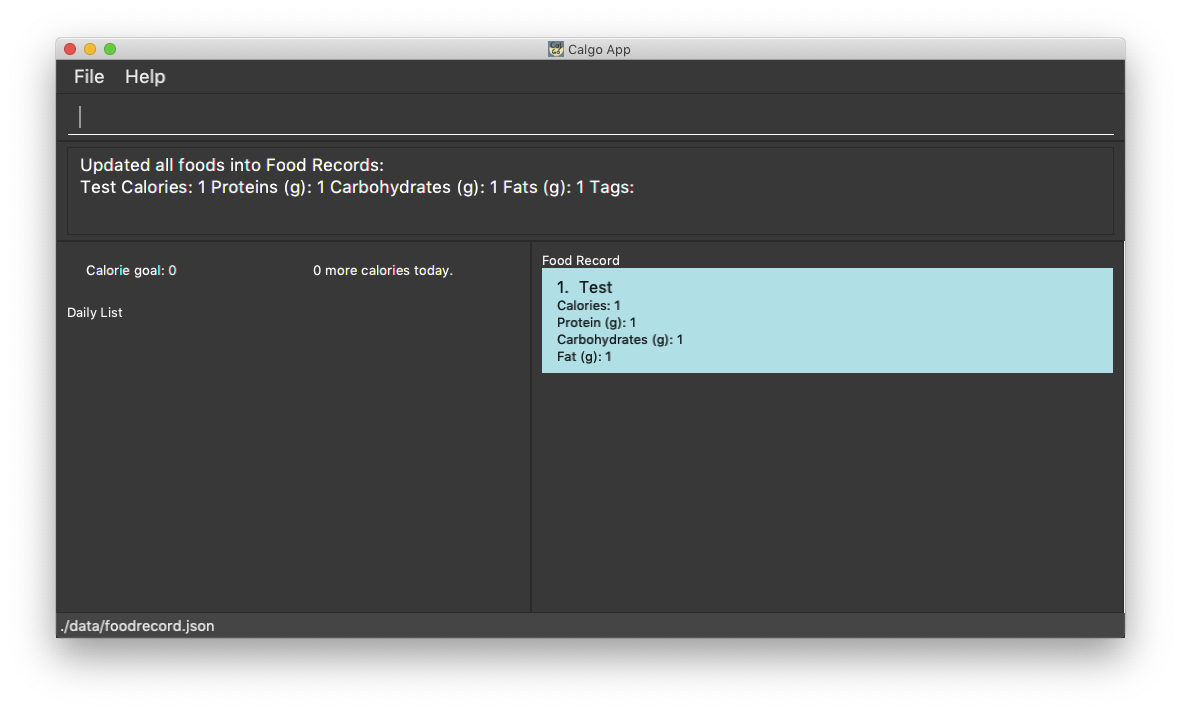 Calgo App
File Help
Updated all foods into Food Records:
Test Calories: 1 Proteins (g): 1 Carbohydrates (g): 1 Fats (g): 1 Tags:
Calorie goal: 0
0 more calories today.
Daily List
Food Record
1. Test
Calories: 1
Protein (g): 1
Carbohydrates (g): 1
Fat (g): 1
./data/foodrecord.json